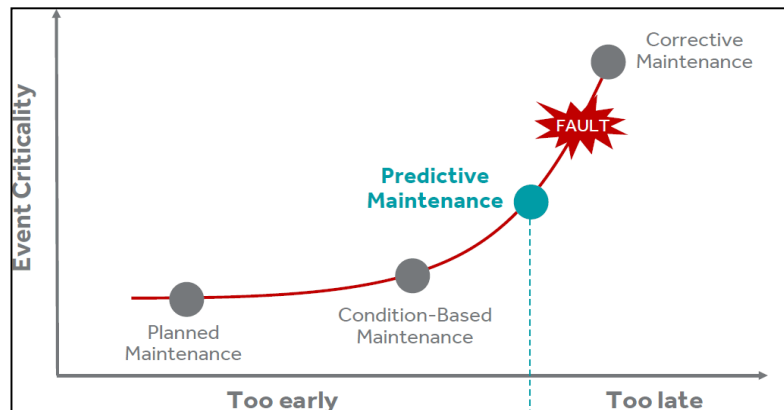 Corrective
Maintenance
FAULT
Predictive
Maintenance
Event Criticality
Condition-Based
Maintenance
Planned
Maintenance
Too early
Too late